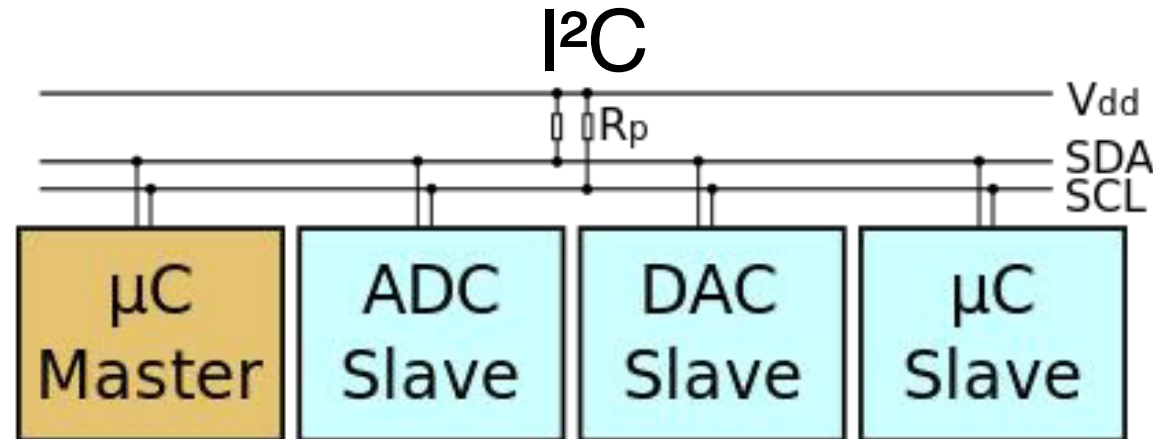 I²C
Vdd
Rp
SDA
SCL
µC
Master
ADC
Slave
DAC
Slave
µC
Slave